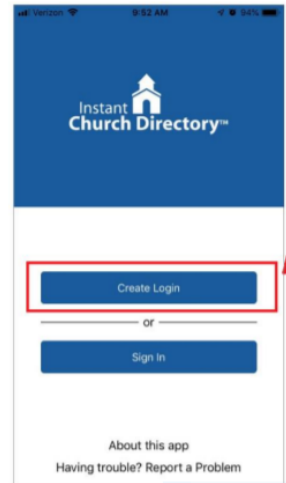 Verizon 9:52 AM 94%
Instant
Church Directory™
Create Login
or
Sign In
About this app
Having trouble? Report a Problem